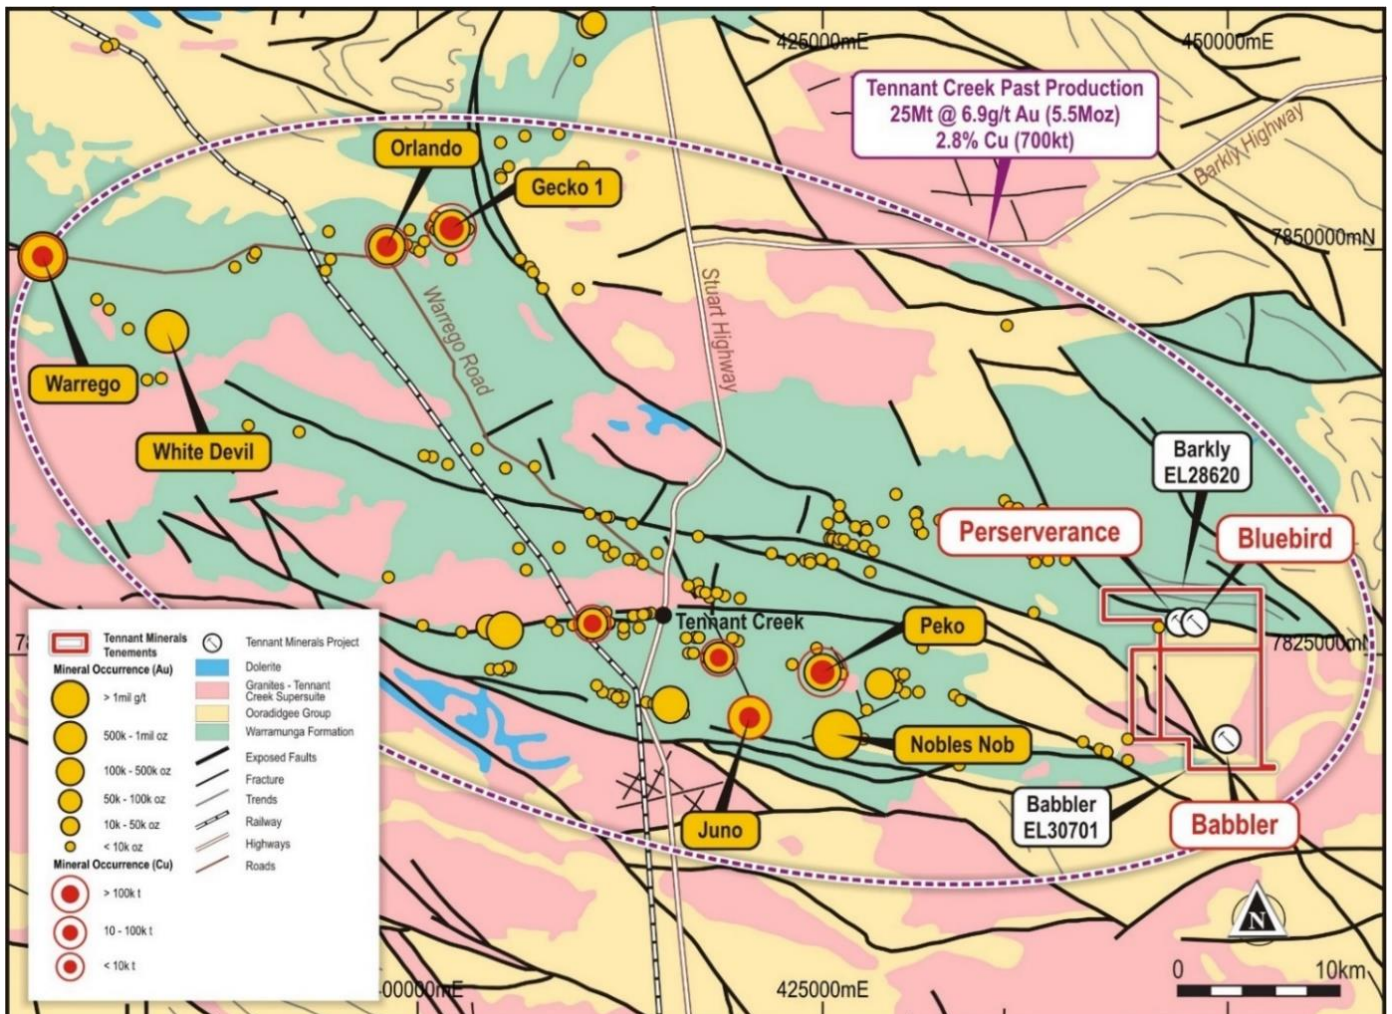 425000mE
450000mE
Tennant Creek Past Production
25Mt @ 6.9g/t Au (5.5Moz)
2.8% Cu (700kt)
Barkly Highway
Orlando
Gecko 1
7850000mN
Stuart Highway
Warrego Road
Warrego
White Devil
Barkly
EL28620
Perserverance
Bluebird
Tennant Creek
Peko
78
7825000mN
Nobles Nob
Juno
Babbler
EL30701
Babbler
Tennant Minerals
Tenements
Mineral Occurrence (Au)
> 1mil g/t
500k - 1mil oz
100k - 500k oz
50k - 100k oz
10k - 50k oz
< 10k oz
Mineral Occurrence (Cu)
> 100k t
10 - 100k t
< 10k t
Tennant Minerals Project
Dolerite
Granites - Tennant
Creek Supersuite
Ooradidgee Group
Warramunga Formation
Exposed Faults
Fracture
Trends
Railway
Highways
Roads
00000mE
425000mE
N
0 10km